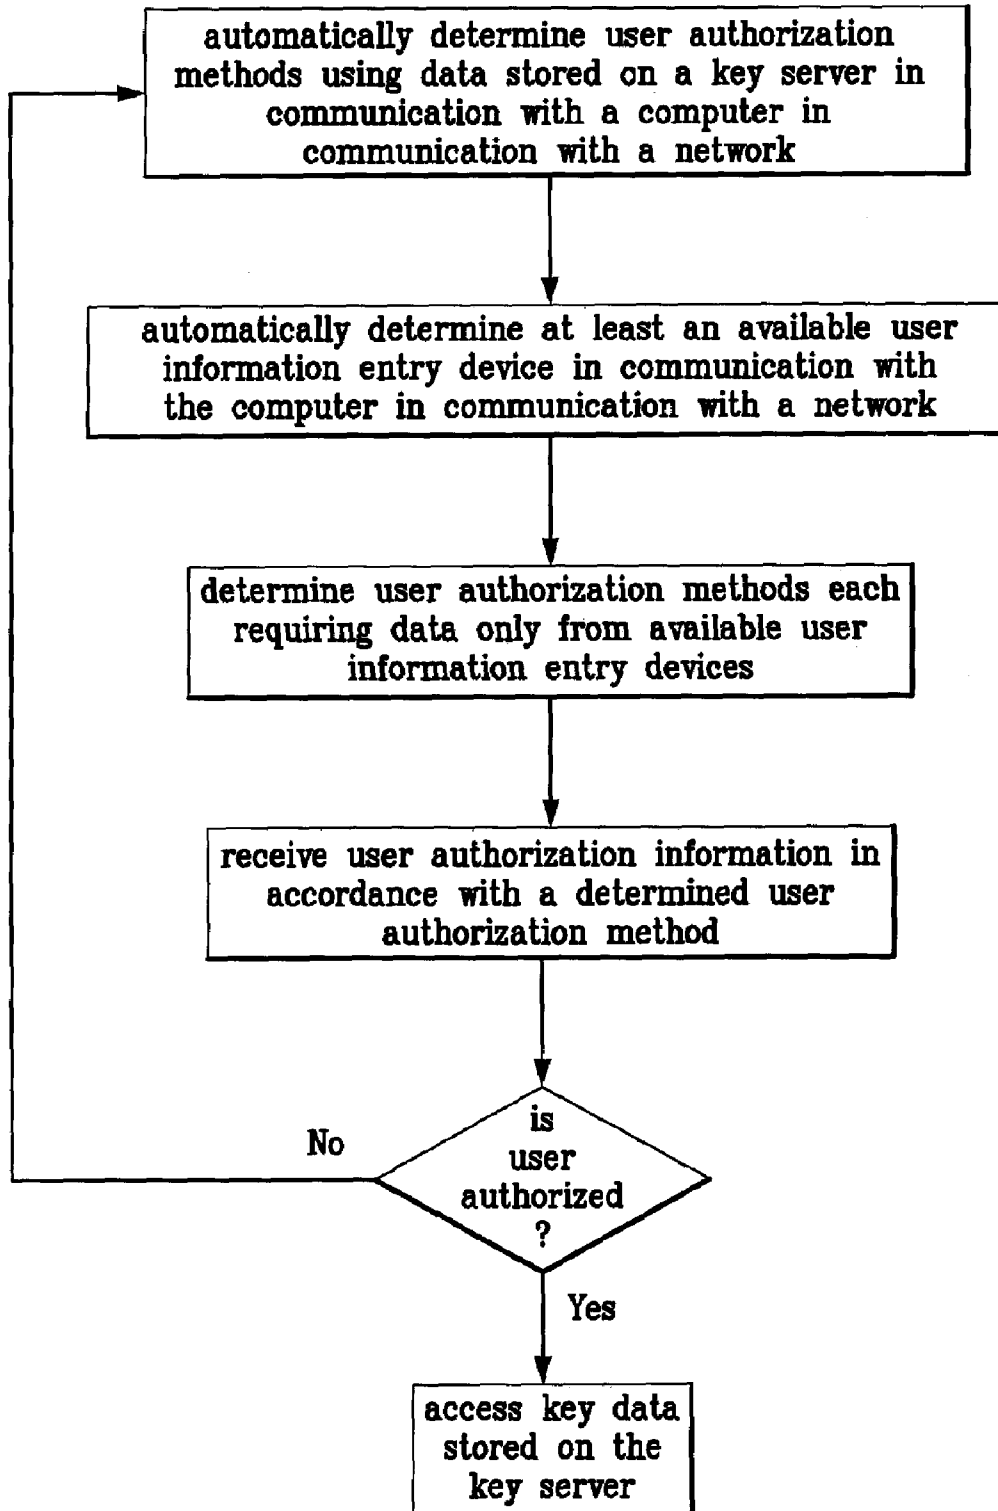 automatically determine user authorization
methods using data stored on a key server in
communication with a computer in
communication with a network
automatically determine at least an available user
information entry device in communication with
the computer in communication with a network
determine user authorization methods each
requiring data only from available user
information entry devices
receive user authorization information in
accordance with a determined user
authorization method
is
user
authorized
?
No
Yes
access key data
stored on the
key server